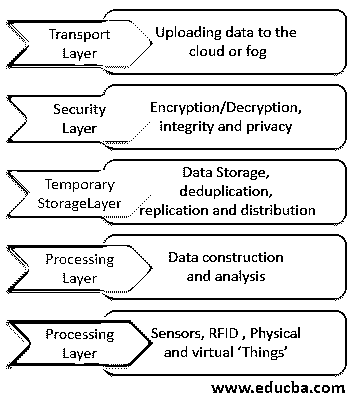 Transport
Layer
Uploading data to the
cloud or fog
Security
Layer
Encryption/Decryption,
integrity and privacy
Temporary
StorageLayer
Data Storage,
deduplication,
replication and distribution
Processing
Layer
Data construction
and analysis
Processing
Layer
Sensors, RFID , Physical
and virtual ‘Things’
www.educba.com